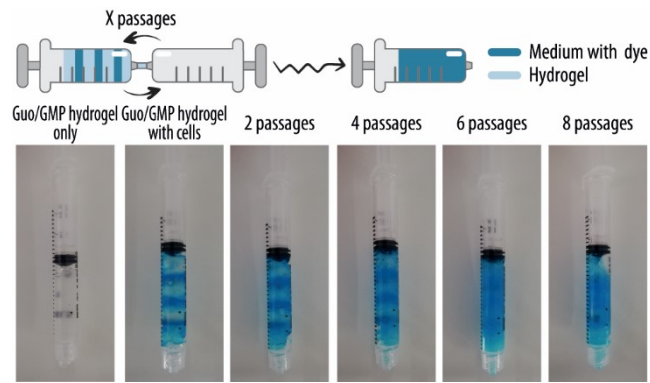 X passages
Medium with dye
Hydrogel
Guo/GMP hydrogel
only
Guo/GMP hydrogel
with cells
2 passages
4 passages
6 passages
8 passages